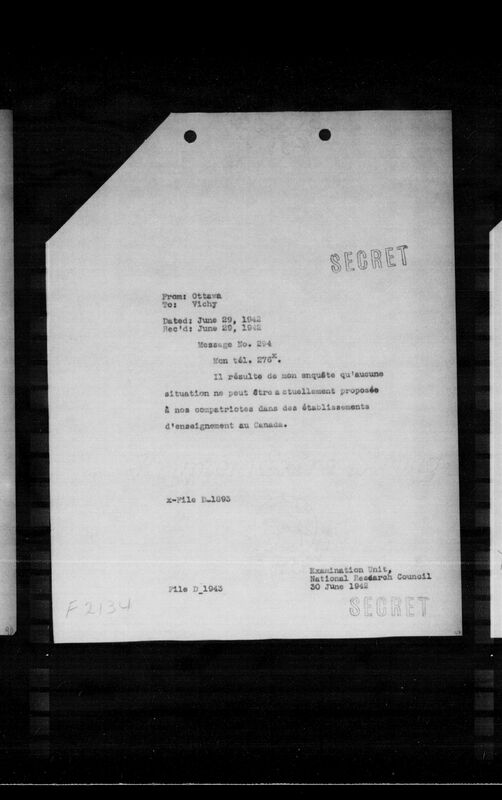 SECRET
From: Ottawa
To: Vichy
Dated: June 29, 1942
Rec'd: June 29, 1942
Message No. 294
Mon tél. 276x.
Il résulte de mon enquête qu'aucune
situation ne peut être actuellement proposée
à nos compatriotes dans des établissements
d'enseignement au Canada.
x-File D_1893
Examination Unit,
National Research Council
File D_1943
30 June 1942
F 2134
SECRET